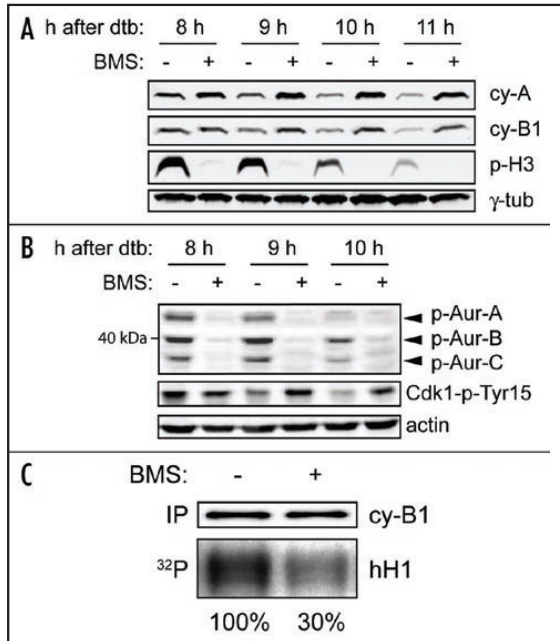 A
h after dtb: 8 h 9 h 10 h 11 h
BMS: - + - + - + - +
cy-A
cy-B1
p-H3
γ-tub
B
h after dtb: 8 h 9 h 10 h
BMS: - + - + - +
p-Aur-A
40 kDa p-Aur-B
p-Aur-C
Cdk1-p-Tyr15
actin
C
BMS: - +
IP cy-B1
32P hH1
100% 30%